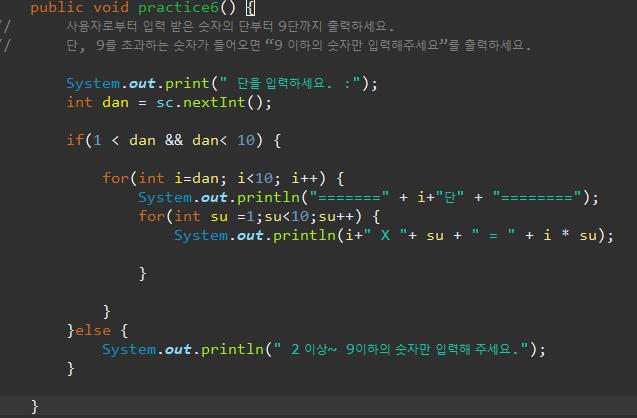 public void practice6() {
//      사용자로부터 입력 받은 숫자의 단부터 9단까지 출력하세요.
//      단, 9를 초과하는 숫자가 들어오면 “9 이하의 숫자만 입력해주세요”를 출력하세요.
System.out.print(" 단을 입력하세요. :");
int dan = sc.nextInt();
if(1 < dan && dan< 10) {
for(int i=dan; i<10; i++) {
System.out.println("=======" + i+"단" + "========");
for(int su =1;su<10;su++) {
System.out.println(i+" X "+ su + " = " + i * su);
}
}
}else {
System.out.println(" 2 이상~ 9이하의 숫자만 입력해 주세요.");
}
}